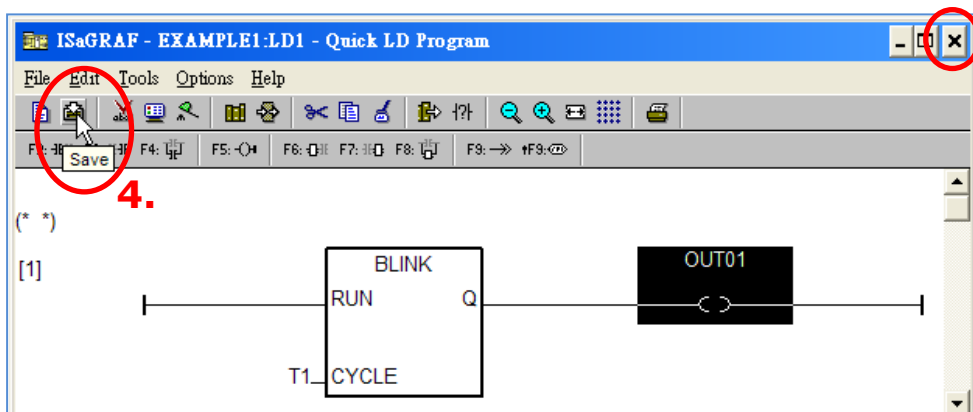 ISaGRAF - EXAMPLE1:LD1 - Quick LD Program
File Edit Tools Options Help
F4: F5: F6: F7: F8: F9: ↑F9:
Save
4.
(* *)
[1]
BLINK
OUT01
RUN Q
T1 CYCLE